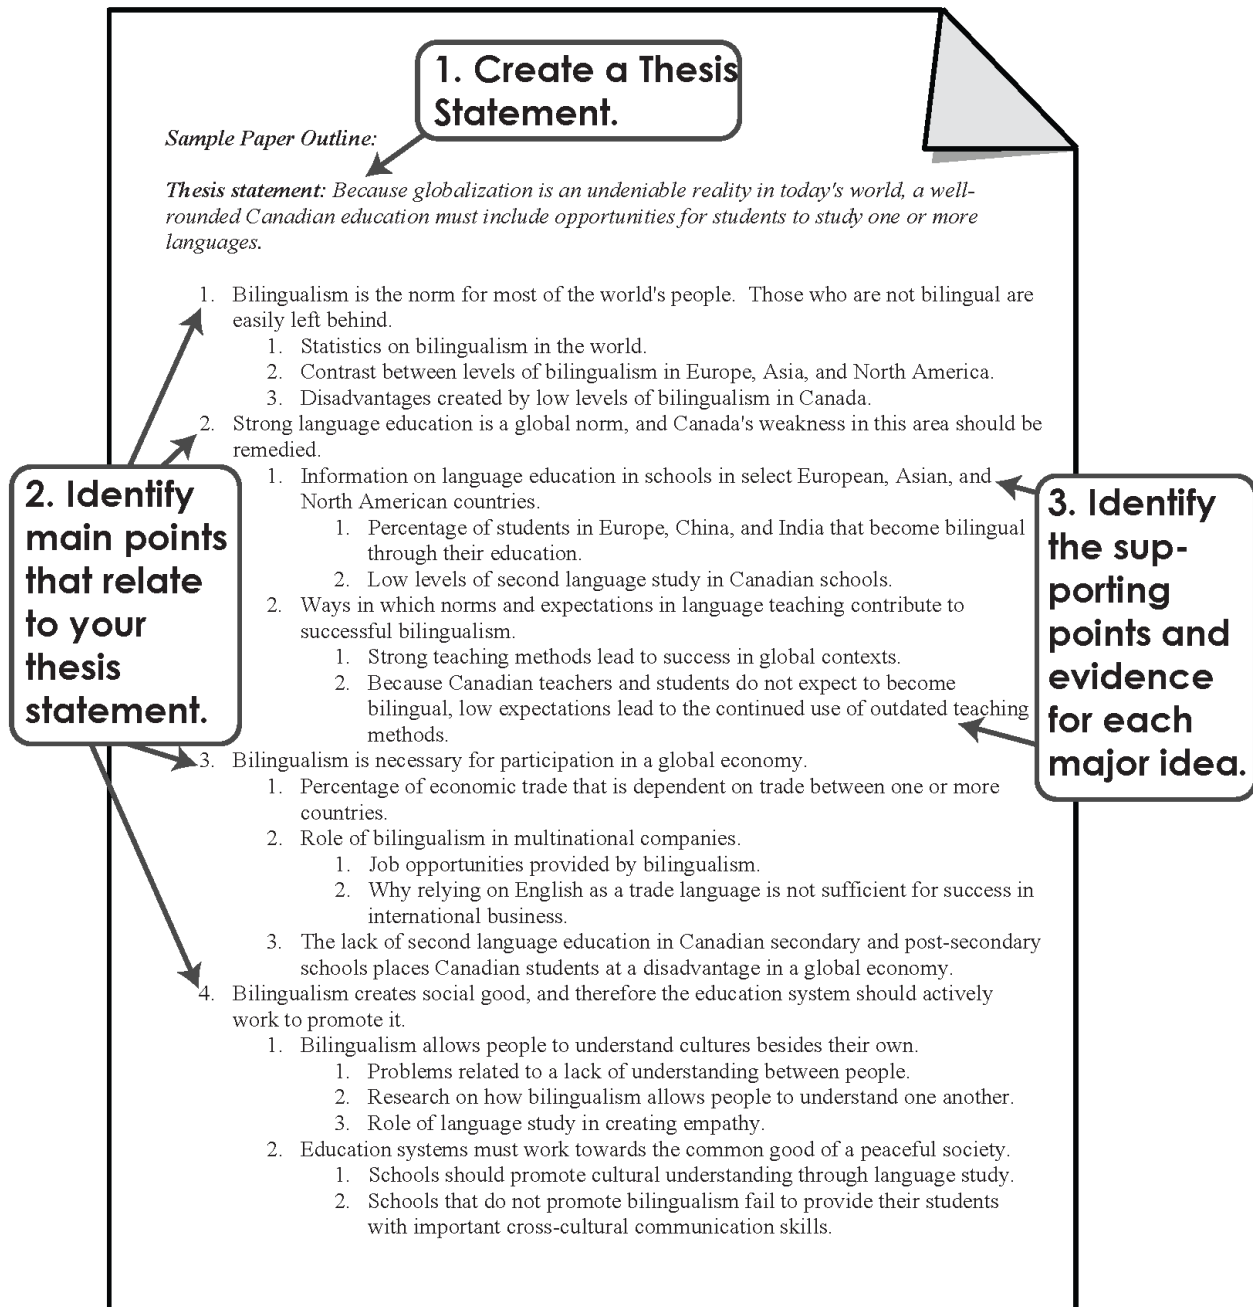 1. Create a Thesis
Statement.
Sample Paper Outline:
Thesis statement: Because globalization is an undeniable reality in today's world, a well-
rounded Canadian education must include opportunities for students to study one or more
languages.
1. Bilingualism is the norm for most of the world's people.  Those who are not bilingual are
easily left behind.
1. Statistics on bilingualism in the world.
2. Contrast between levels of bilingualism in Europe, Asia, and North America.
3. Disadvantages created by low levels of bilingualism in Canada.
2. Strong language education is a global norm, and Canada's weakness in this area should be
remedied.
1. Information on language education in schools in select European, Asian, and
North American countries.
1. Percentage of students in Europe, China, and India that become bilingual
through their education.
2. Low levels of second language study in Canadian schools.
2. Ways in which norms and expectations in language teaching contribute to
successful bilingualism.
1. Strong teaching methods lead to success in global contexts.
2. Because Canadian teachers and students do not expect to become
bilingual, low expectations lead to the continued use of outdated teaching
methods.
3. Bilingualism is necessary for participation in a global economy.
1. Percentage of economic trade that is dependent on trade between one or more
countries.
2. Role of bilingualism in multinational companies.
1. Job opportunities provided by bilingualism.
2. Why relying on English as a trade language is not sufficient for success in
international business.
3. The lack of second language education in Canadian secondary and post-secondary
schools places Canadian students at a disadvantage in a global economy.
4. Bilingualism creates social good, and therefore the education system should actively
work to promote it.
1. Bilingualism allows people to understand cultures besides their own.
1. Problems related to a lack of understanding between people.
2. Research on how bilingualism allows people to understand one another.
3. Role of language study in creating empathy.
2. Education systems must work towards the common good of a peaceful society.
1. Schools should promote cultural understanding through language study.
2. Schools that do not promote bilingualism fail to provide their students
with important cross-cultural communication skills.
2. Identify
main points
that relate
to your
thesis
statement.
3. Identify
the sup-
porting
points and
evidence
for each
major idea.